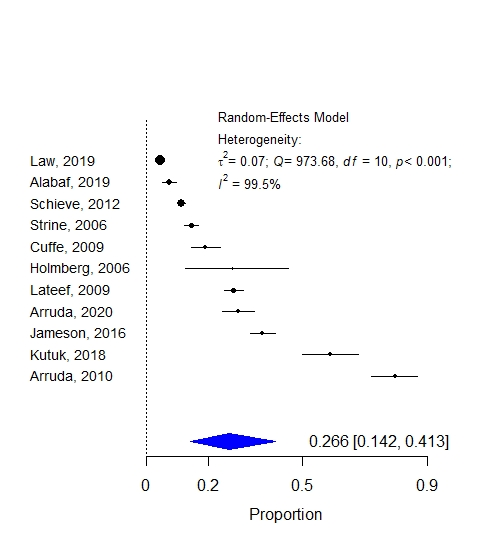 Random-Effects Model
Heterogeneity:
Law, 2019
τ²= 0.07; Q= 973.68, df = 10, p< 0.001;
Alabaf, 2019
I² = 99.5%
Schieve, 2012
Strine, 2006
Cuffe, 2009
Holmberg, 2006
Lateef, 2009
Arruda, 2020
Jameson, 2016
Kutuk, 2018
Arruda, 2010
0.266 [0.142, 0.413]
0 0.2 0.5 0.9
Proportion